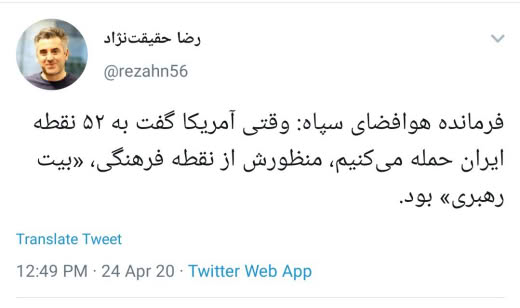 رضا حقیقت‌نژاد
@rezahn56
فرمانده هوافضای سپاه: وقتی آمریکا گفت به ۵۲ نقطه
ایران حمله می‌کنیم، منظورش از نقطه فرهنگی، «بیت
رهبری» بود.
Translate Tweet
12:49 PM · 24 Apr 20 · Twitter Web App